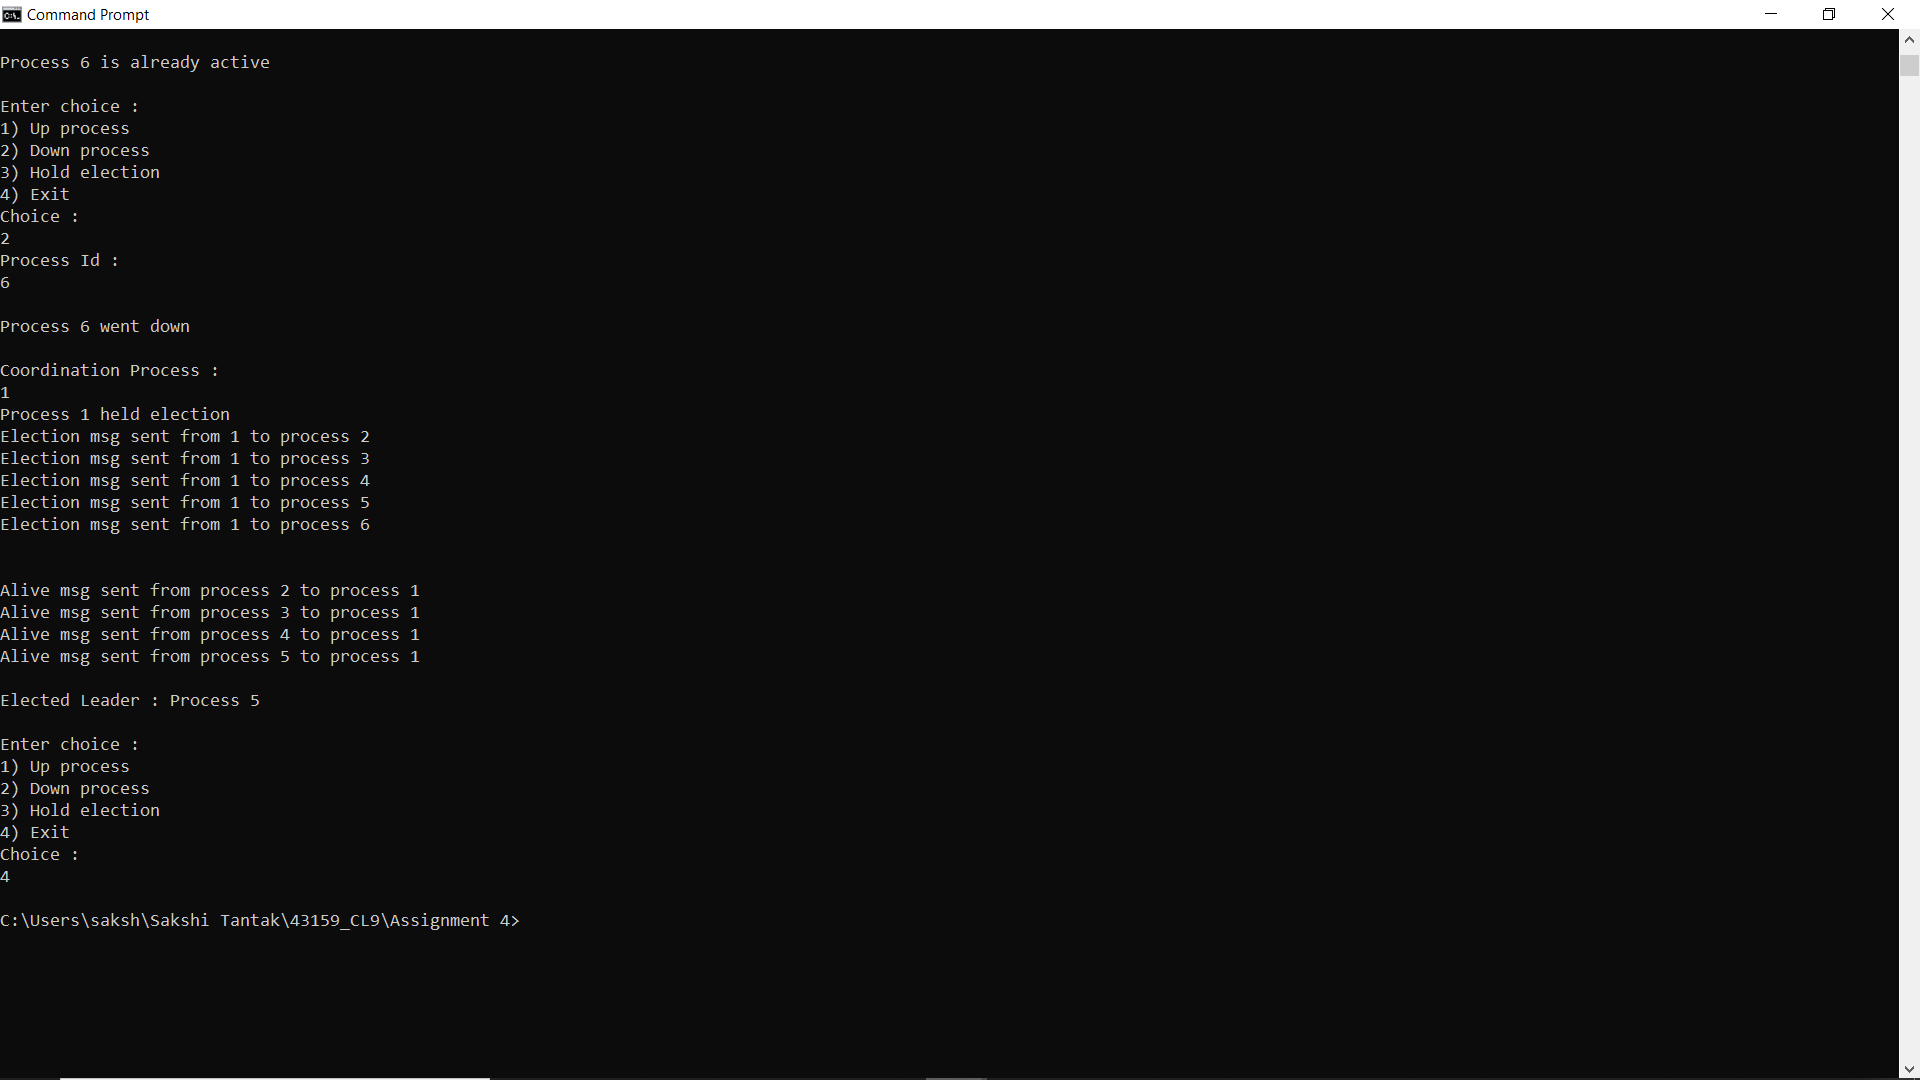 Command Prompt
Process 6 is already active
Enter choice :
1) Up process
2) Down process
3) Hold election
4) Exit
Choice :
2
Process Id :
6
Process 6 went down
Coordination Process :
1
Process 1 held election
Election msg sent from 1 to process 2
Election msg sent from 1 to process 3
Election msg sent from 1 to process 4
Election msg sent from 1 to process 5
Election msg sent from 1 to process 6
Alive msg sent from process 2 to process 1
Alive msg sent from process 3 to process 1
Alive msg sent from process 4 to process 1
Alive msg sent from process 5 to process 1
Elected Leader : Process 5
Enter choice :
1) Up process
2) Down process
3) Hold election
4) Exit
Choice :
4
C:\Users\saksh\Sakshi Tantak\43159_CL9\Assignment 4>